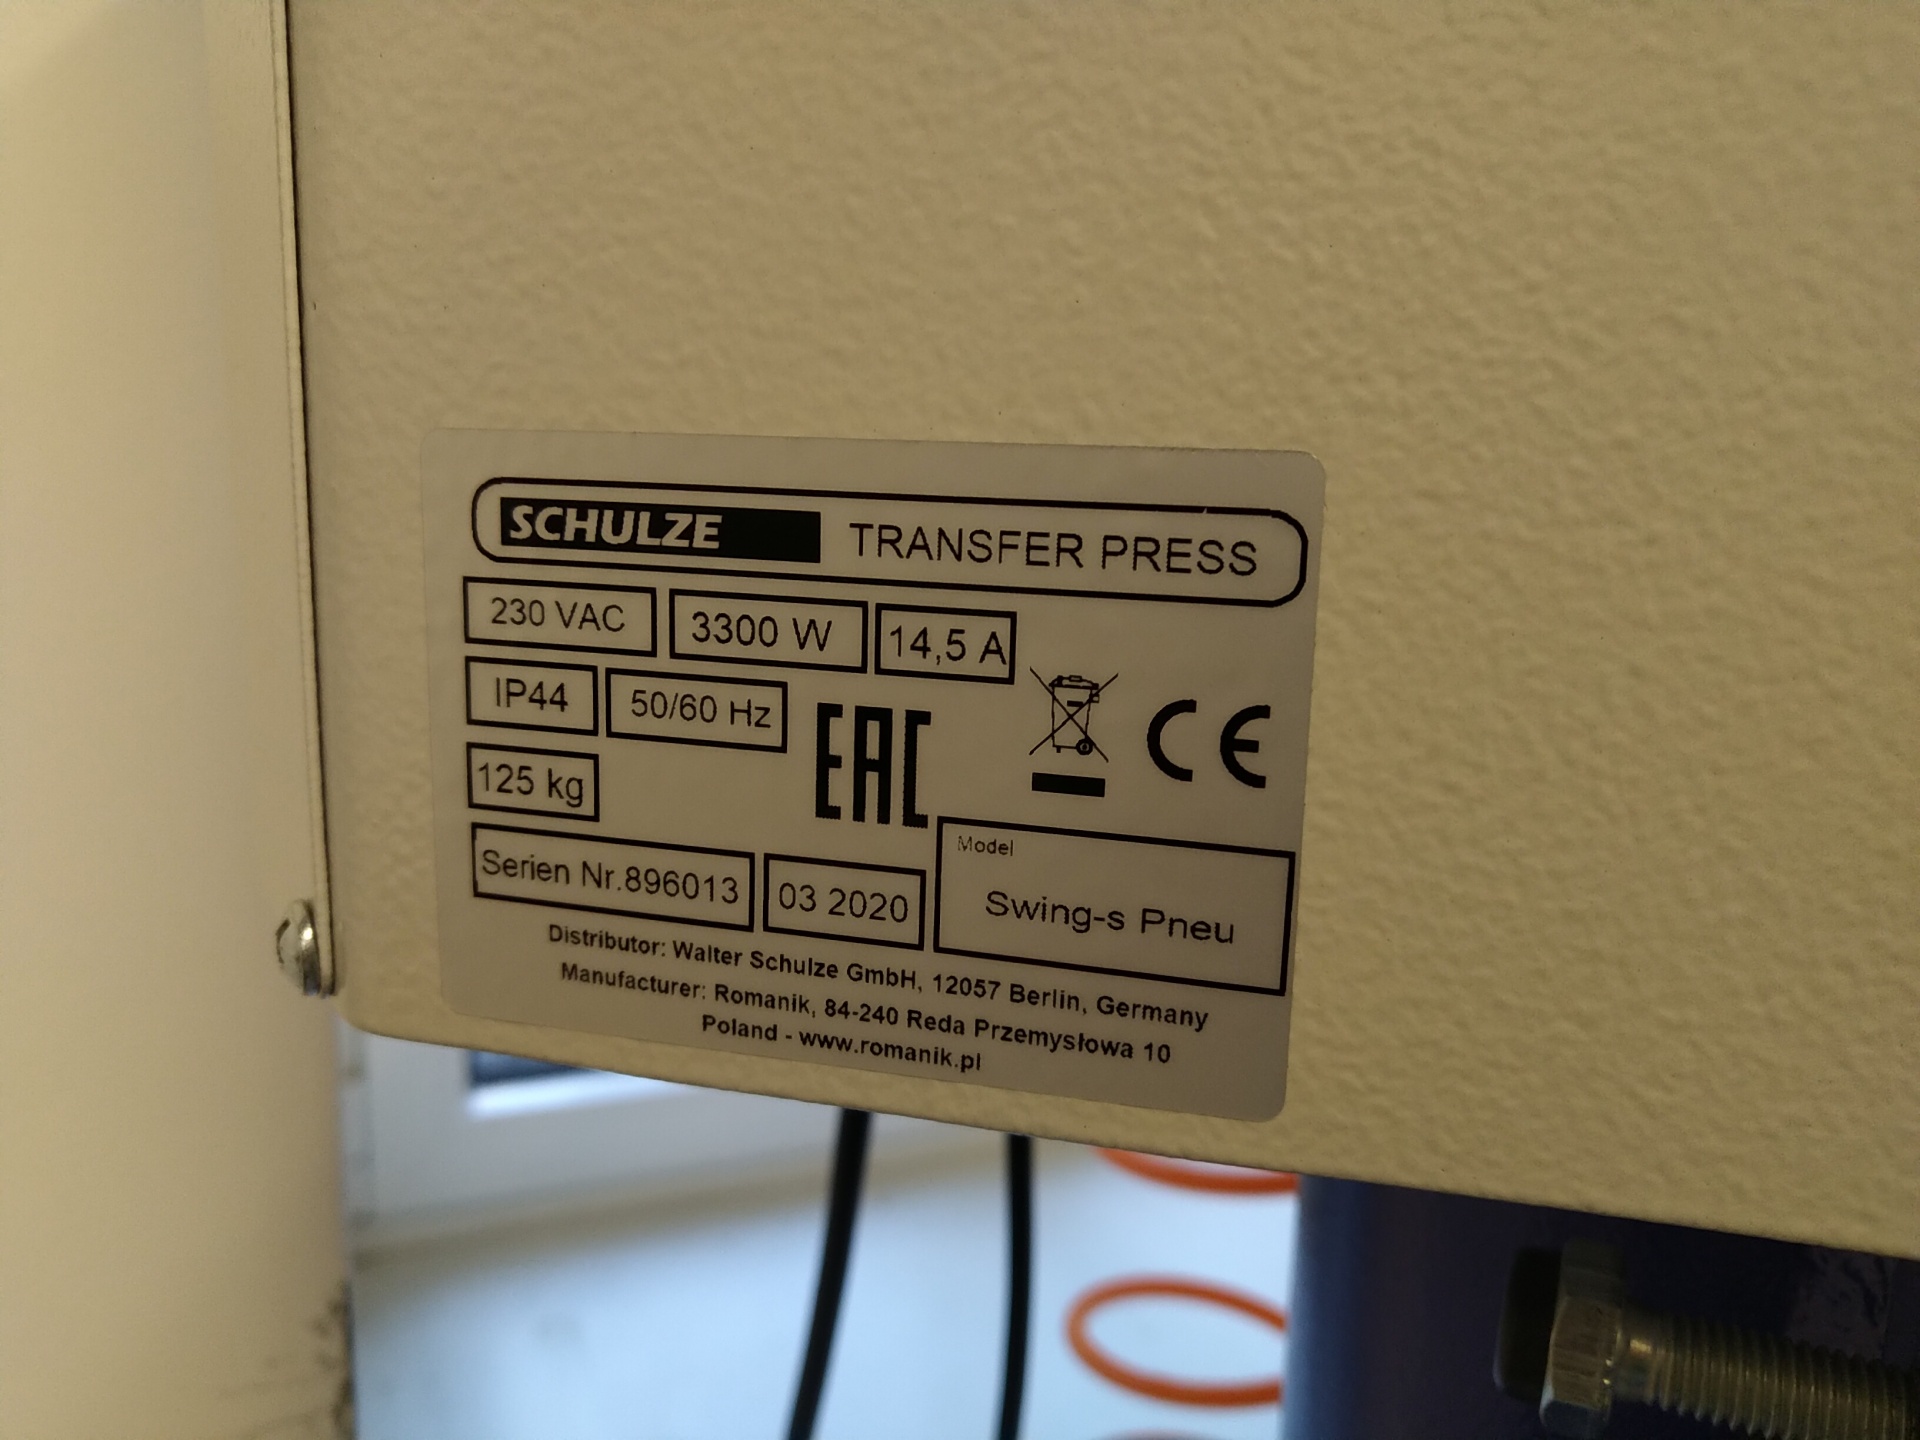 SCHULZE TRANSFER PRESS
230 VAC 3300 W 14,5 A
IP44 50/60 Hz
EAC CE
125 kg
Model
Serien Nr.896013 03 2020 Swing-s Pneu
Distributor: Walter Schulze GmbH, 12057 Berlin, Germany
Manufacturer: Romanik, 84-240 Reda Przemysłowa 10
Poland - www.romanik.pl